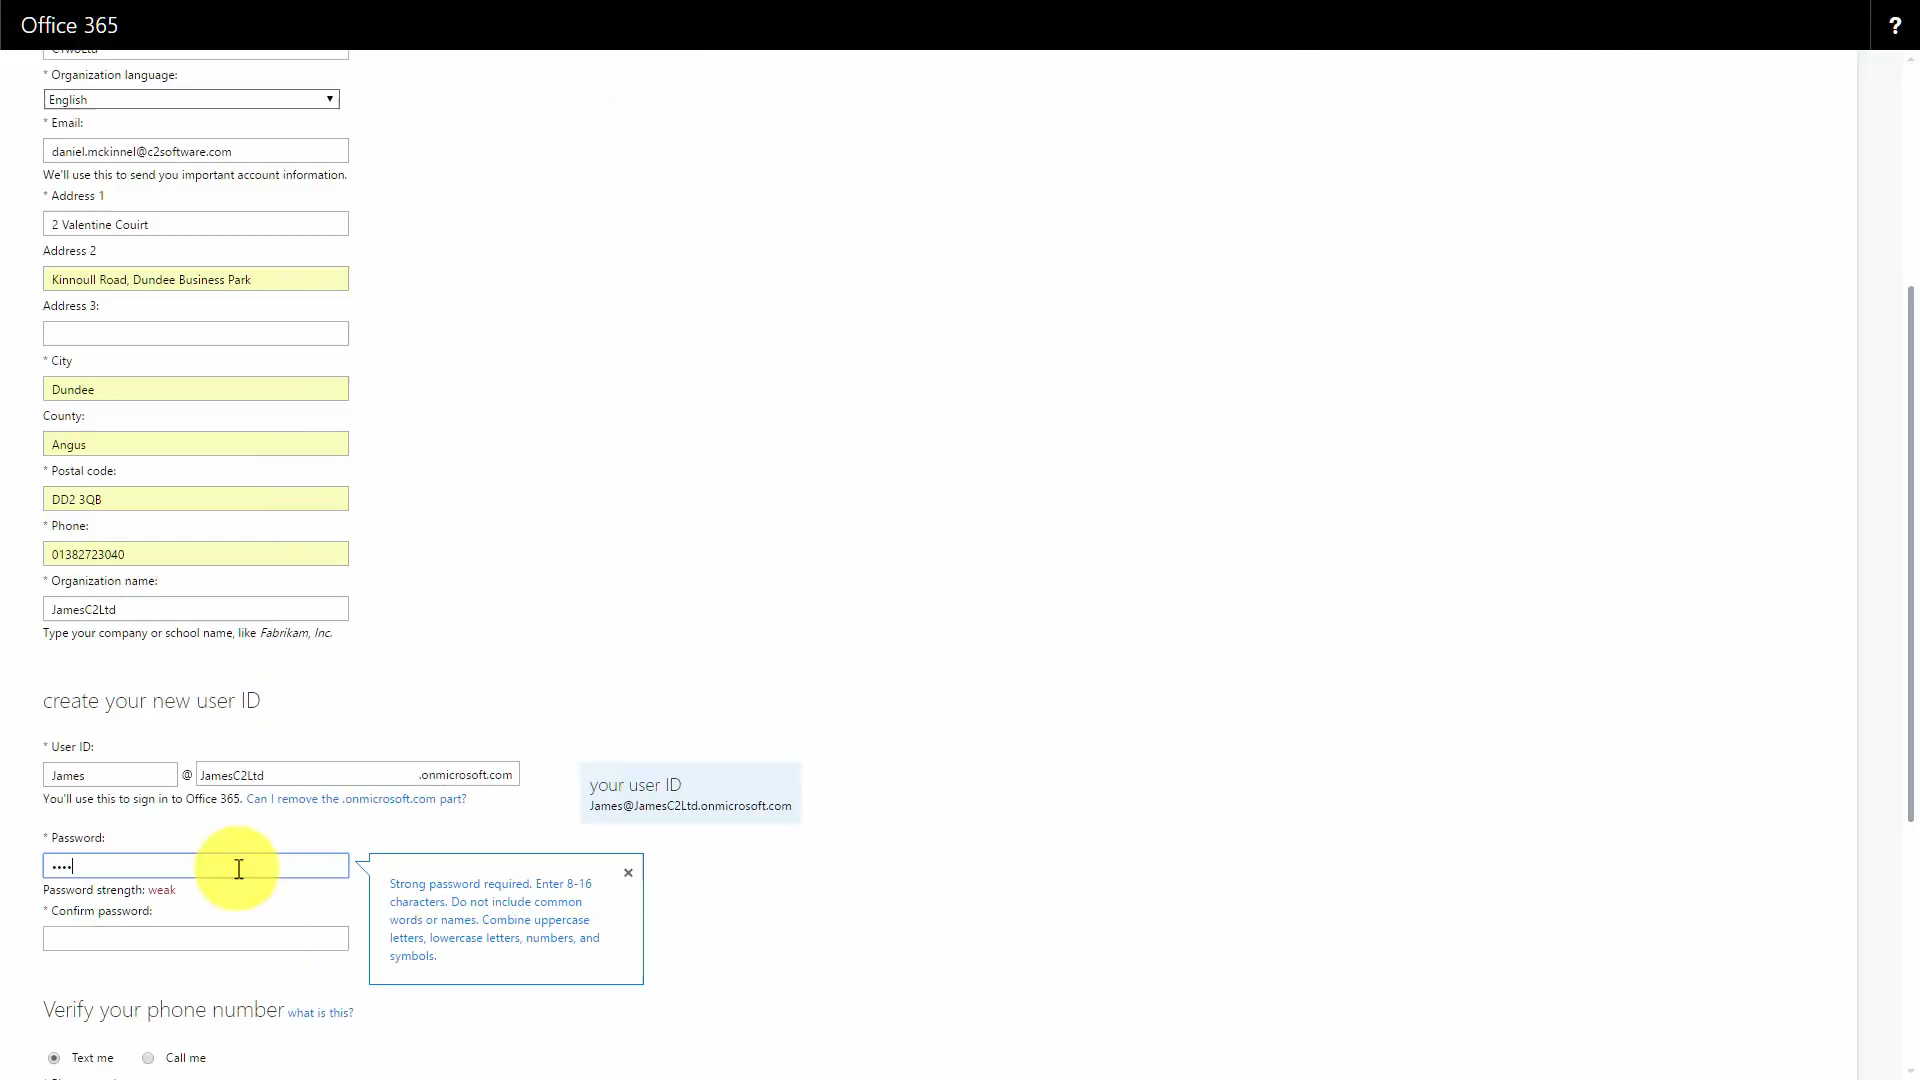 Office 365
?
* Organization language:
English
* Email:
daniel.mckinnel@c2software.com
We'll use this to send you important account information.
* Address 1
2 Valentine Couirt
Address 2
Kinnoull Road, Dundee Business Park
Address 3:
* City
Dundee
County:
Angus
* Postal code:
DD2 3QB
* Phone:
01382723040
* Organization name:
JamesC2Ltd
Type your company or school name, like Fabrikam, Inc.
create your new user ID
* User ID:
James @ JamesC2Ltd .onmicrosoft.com
You'll use this to sign in to Office 365. Can I remove the .onmicrosoft.com part?
your user ID
James@JamesC2Ltd.onmicrosoft.com
* Password:
••••
Password strength: weak
* Confirm password:
Strong password required. Enter 8-16
characters. Do not include common
words or names. Combine uppercase
letters, lowercase letters, numbers, and
symbols.
Verify your phone number what is this?
Text me Call me